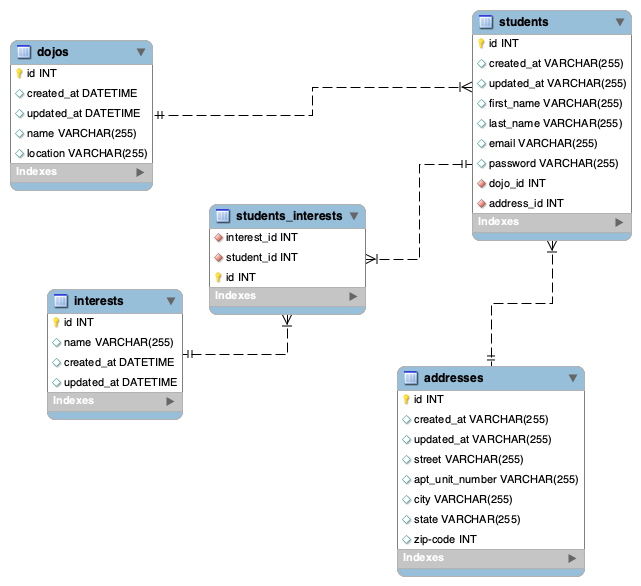 dojos
id INT
created_at DATETIME
updated_at DATETIME
name VARCHAR(255)
location VARCHAR(255)
Indexes
students
id INT
created_at VARCHAR(255)
updated_at VARCHAR(255)
first_name VARCHAR(255)
last_name VARCHAR(255)
email VARCHAR(255)
password VARCHAR(255)
dojo_id INT
address_id INT
Indexes
students_interests
interest_id INT
student_id INT
id INT
Indexes
interests
id INT
name VARCHAR(255)
created_at DATETIME
updated_at DATETIME
Indexes
addresses
id INT
created_at VARCHAR(255)
updated_at VARCHAR(255)
street VARCHAR(255)
apt_unit_number VARCHAR(255)
city VARCHAR(255)
state VARCHAR(255)
zip-code INT
Indexes